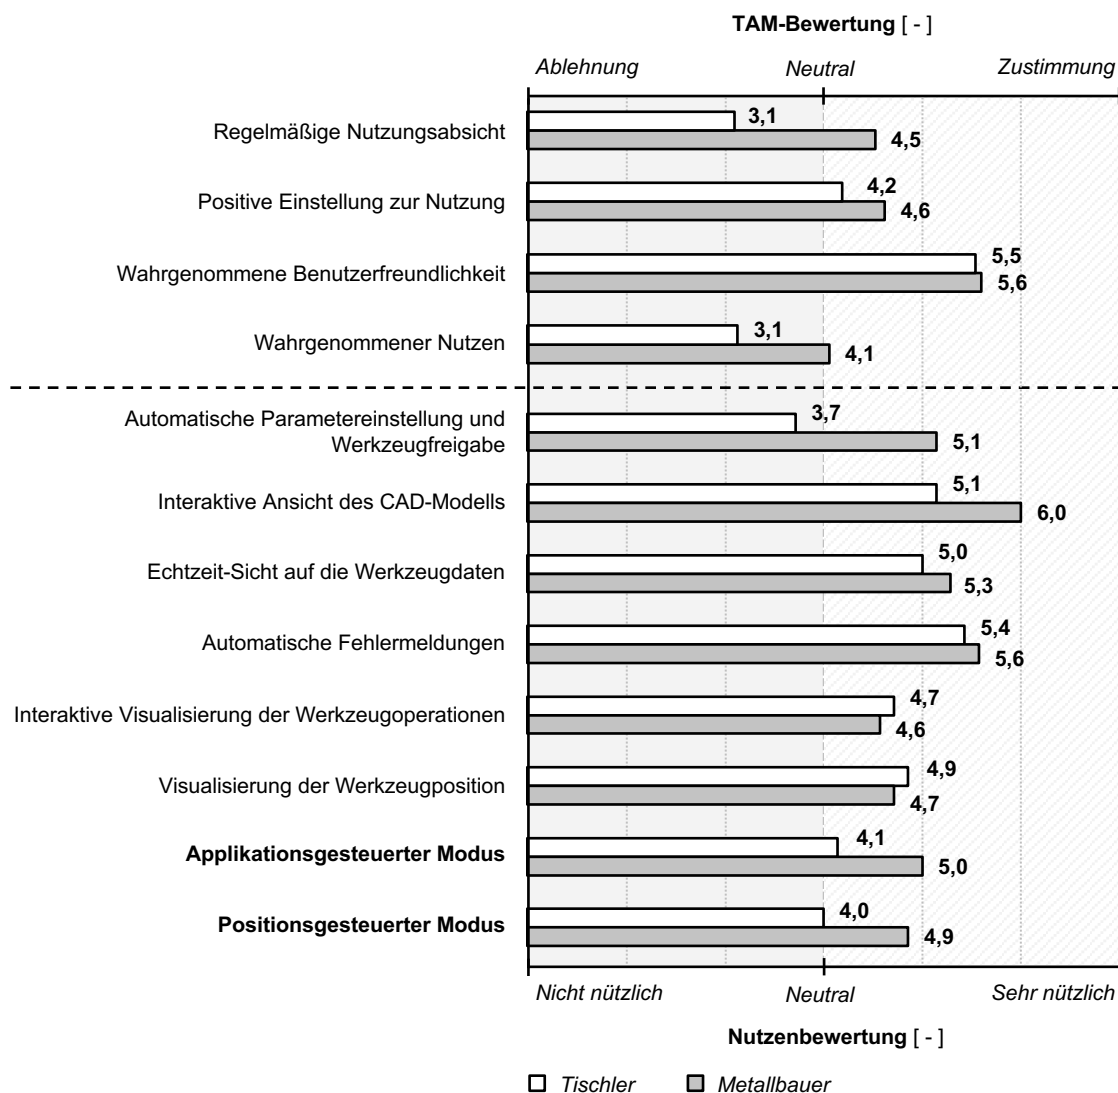 TAM-Bewertung [ - ]
Ablehnung Neutral Zustimmung
Regelmäßige Nutzungsabsicht 3,1
4,5
Positive Einstellung zur Nutzung 4,2
4,6
Wahrgenommene Benutzerfreundlichkeit 5,5
5,6
Wahrgenommener Nutzen 3,1
4,1
Automatische Parametereinstellung und 3,7
Werkzeugfreigabe 5,1
Interaktive Ansicht des CAD-Modells 5,1
6,0
Echtzeit-Sicht auf die Werkzeugdaten 5,0
5,3
Automatische Fehlermeldungen 5,4
5,6
Interaktive Visualisierung der Werkzeugoperationen 4,7
4,6
Visualisierung der Werkzeugposition 4,9
4,7
Applikationsgesteuerter Modus 4,1
5,0
Positionsgesteuerter Modus 4,0
4,9
Nicht nützlich Neutral Sehr nützlich
Nutzenbewertung [ - ]
Tischler Metallbauer